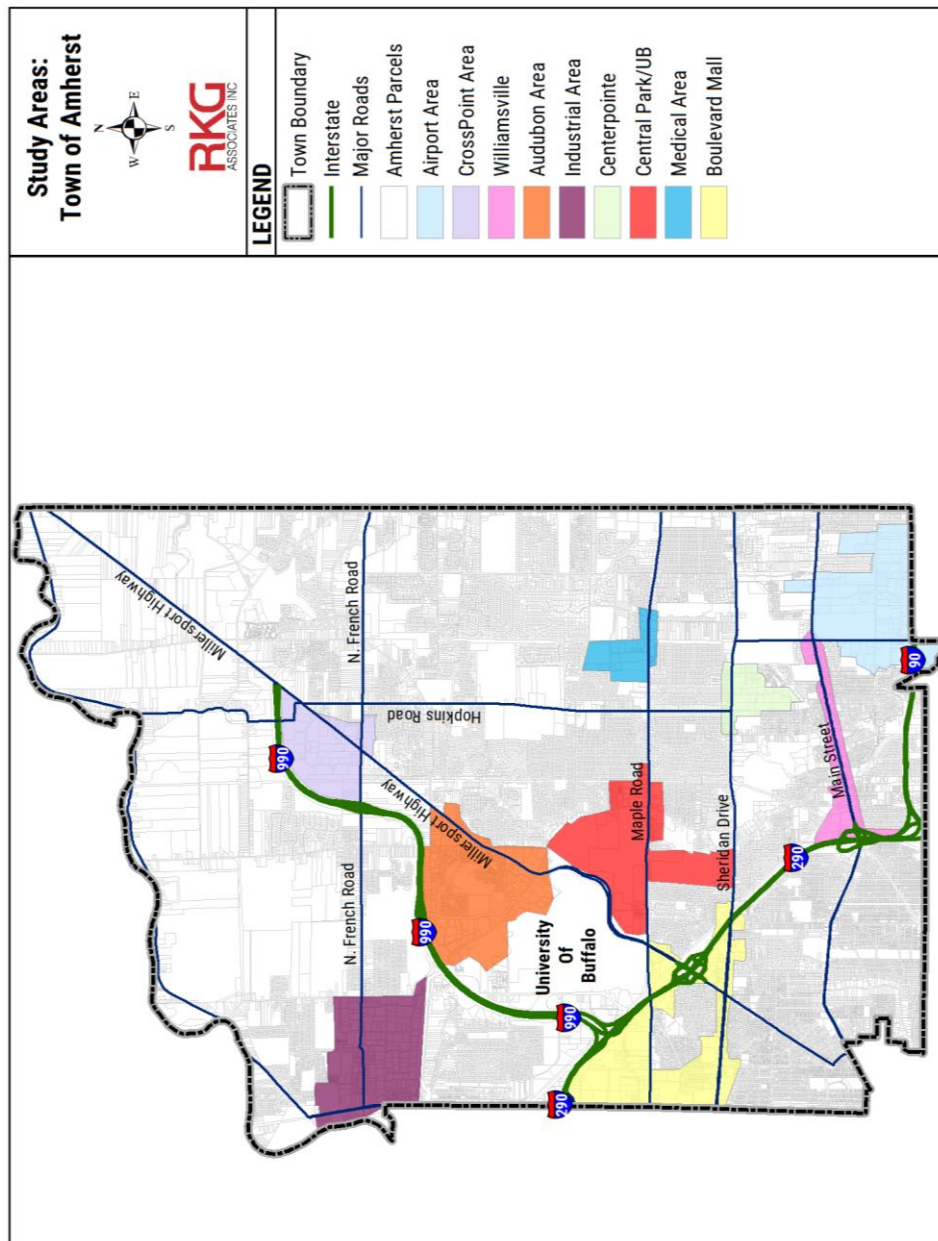 Study Areas:
Town of Amherst
N
W
E
S
RKG
ASSOCIATES INC
LEGEND
Town Boundary
Interstate
Major Roads
Amherst Parcels
Airport Area
CrossPoint Area
Williamsville
Audubon Area
Industrial Area
Centerpointe
Central Park/UB
Medical Area
Boulevard Mall
Millersport Highway
N. French Road
N. French Road
Hopkins Road
990
Millersport Highway
990
University
Of
Buffalo
990
290
Maple Road
Sheridan Drive
290
Main Street
90